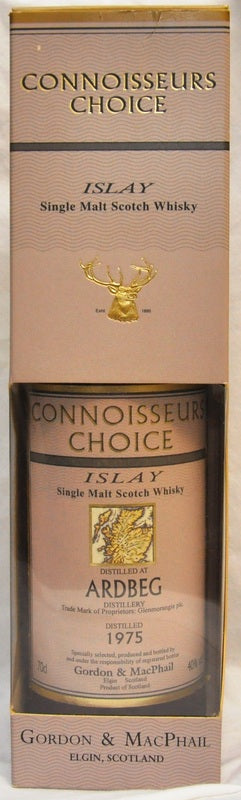 CONNOISSEURS
CHOICE
ISLAY
Single Malt Scotch Whisky
Estd 1895
CONNOISSEURS
CHOICE
ISLAY
Single Malt Scotch Whisky
DISTILLED AT
ARDBEG
DISTILLERY
Trade Mark of Proprietors: Glenmorangie plc
DISTILLED
1975
Specially selected, produced and bottled by
and under the responsibility of registered bottler
70cl Gordon & MacPhail 40%
Elgin Scotland
Product of Scotland
GORDON & MACPHAIL
ELGIN, SCOTLAND